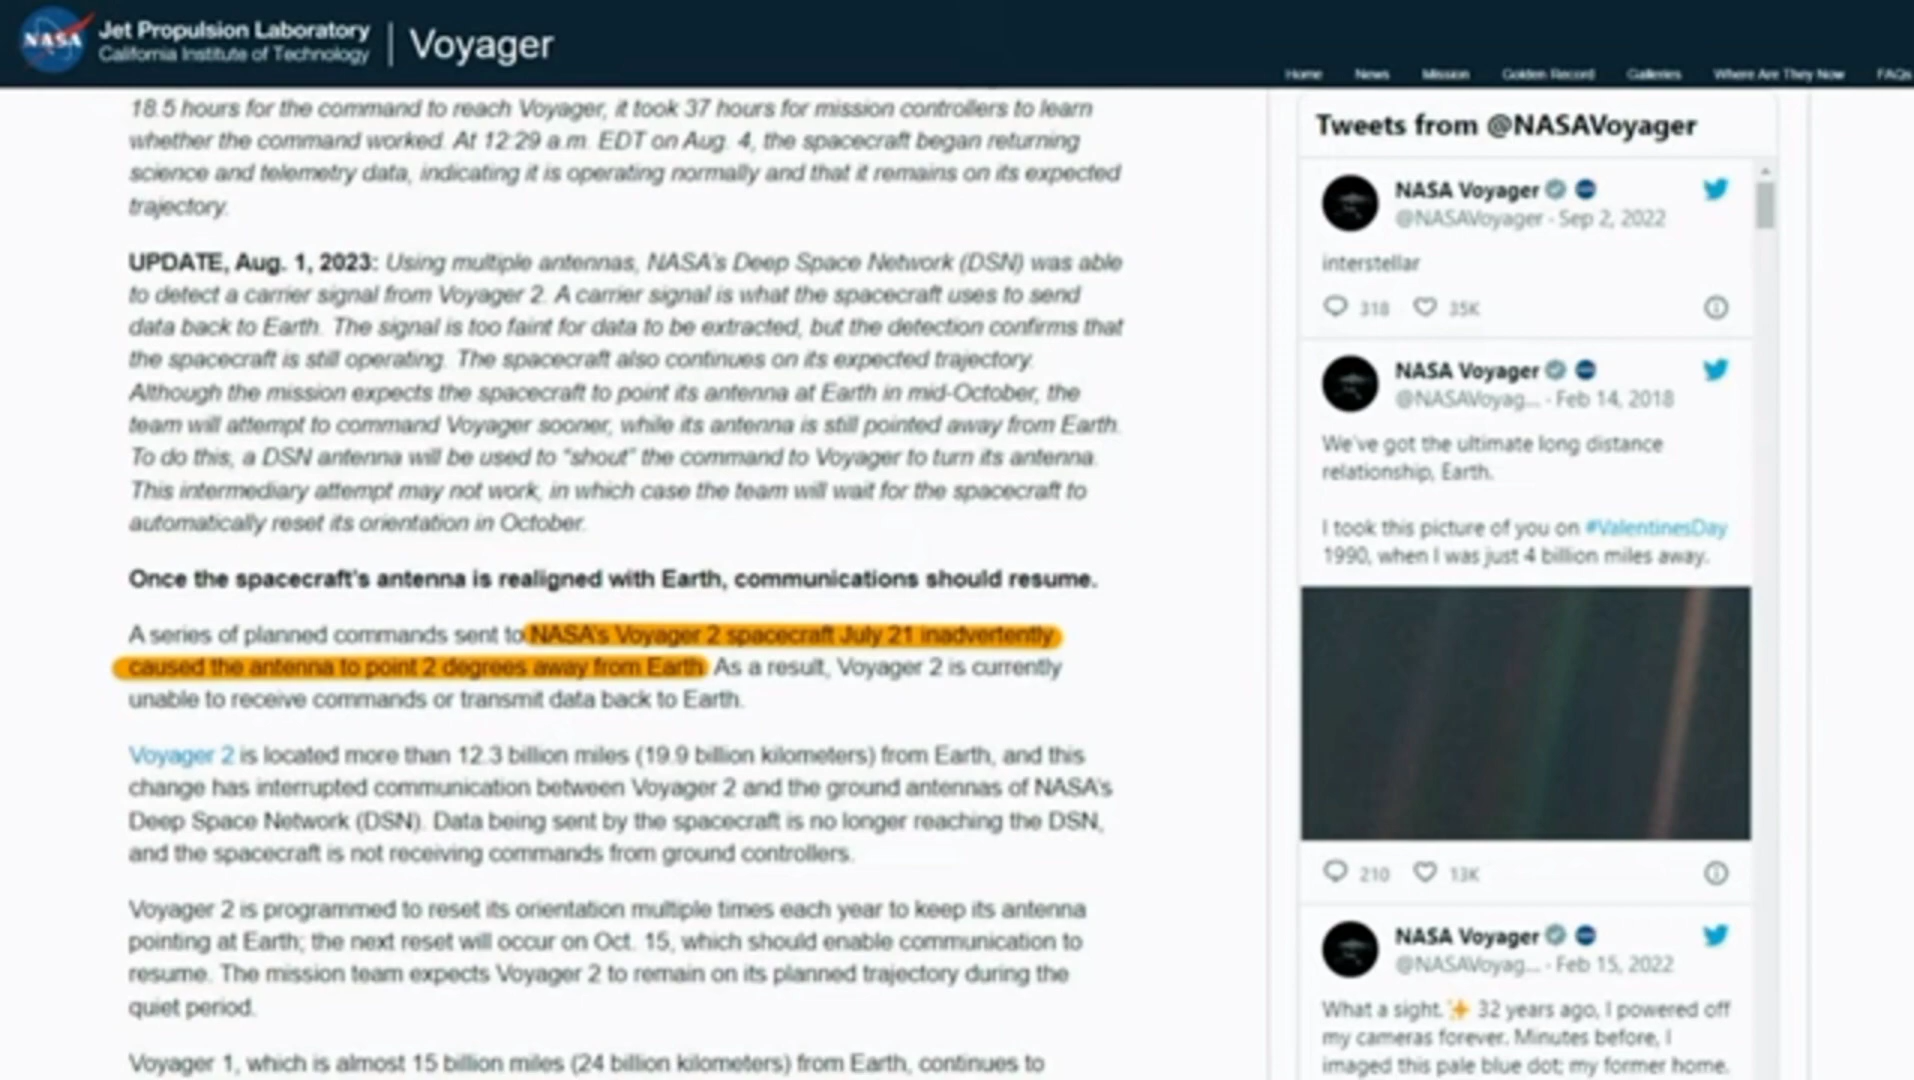 NASA
Jet Propulsion Laboratory
California Institute of Technology
Voyager
Home News Mission Golden Record Galleries Where Are They Now FAQs
18.5 hours for the command to reach Voyager, it took 37 hours for mission controllers to learn
whether the command worked. At 12:29 a.m. EDT on Aug. 4, the spacecraft began returning
science and telemetry data, indicating it is operating normally and that it remains on its expected
trajectory.
UPDATE, Aug. 1, 2023: Using multiple antennas, NASA's Deep Space Network (DSN) was able
to detect a carrier signal from Voyager 2. A carrier signal is what the spacecraft uses to send
data back to Earth. The signal is too faint for data to be extracted, but the detection confirms that
the spacecraft is still operating. The spacecraft also continues on its expected trajectory.
Although the mission expects the spacecraft to point its antenna at Earth in mid-October, the
team will attempt to command Voyager sooner, while its antenna is still pointed away from Earth.
To do this, a DSN antenna will be used to "shout" the command to Voyager to turn its antenna.
This intermediary attempt may not work, in which case the team will wait for the spacecraft to
automatically reset its orientation in October.
Once the spacecraft's antenna is realigned with Earth, communications should resume.
A series of planned commands sent to NASA's Voyager 2 spacecraft July 21 inadvertently
caused the antenna to point 2 degrees away from Earth. As a result, Voyager 2 is currently
unable to receive commands or transmit data back to Earth.
Voyager 2 is located more than 12.3 billion miles (19.9 billion kilometers) from Earth, and this
change has interrupted communication between Voyager 2 and the ground antennas of NASA's
Deep Space Network (DSN). Data being sent by the spacecraft is no longer reaching the DSN,
and the spacecraft is not receiving commands from ground controllers.
Voyager 2 is programmed to reset its orientation multiple times each year to keep its antenna
pointing at Earth; the next reset will occur on Oct. 15, which should enable communication to
resume. The mission team expects Voyager 2 to remain on its planned trajectory during the
quiet period.
Voyager 1, which is almost 15 billion miles (24 billion kilometers) from Earth, continues to
Tweets from @NASAVoyager
NASA Voyager
@NASAVoyager · Sep 2, 2022
interstellar
318 35K
NASA Voyager
@NASAVoyag... · Feb 14, 2018
We've got the ultimate long distance
relationship, Earth.
I took this picture of you on #ValentinesDay
1990, when I was just 4 billion miles away.
210 13K
NASA Voyager
@NASAVoyag... · Feb 15, 2022
What a sight.✨ 32 years ago, I powered off
my cameras forever. Minutes before, I
imaged this pale blue dot; my former home.